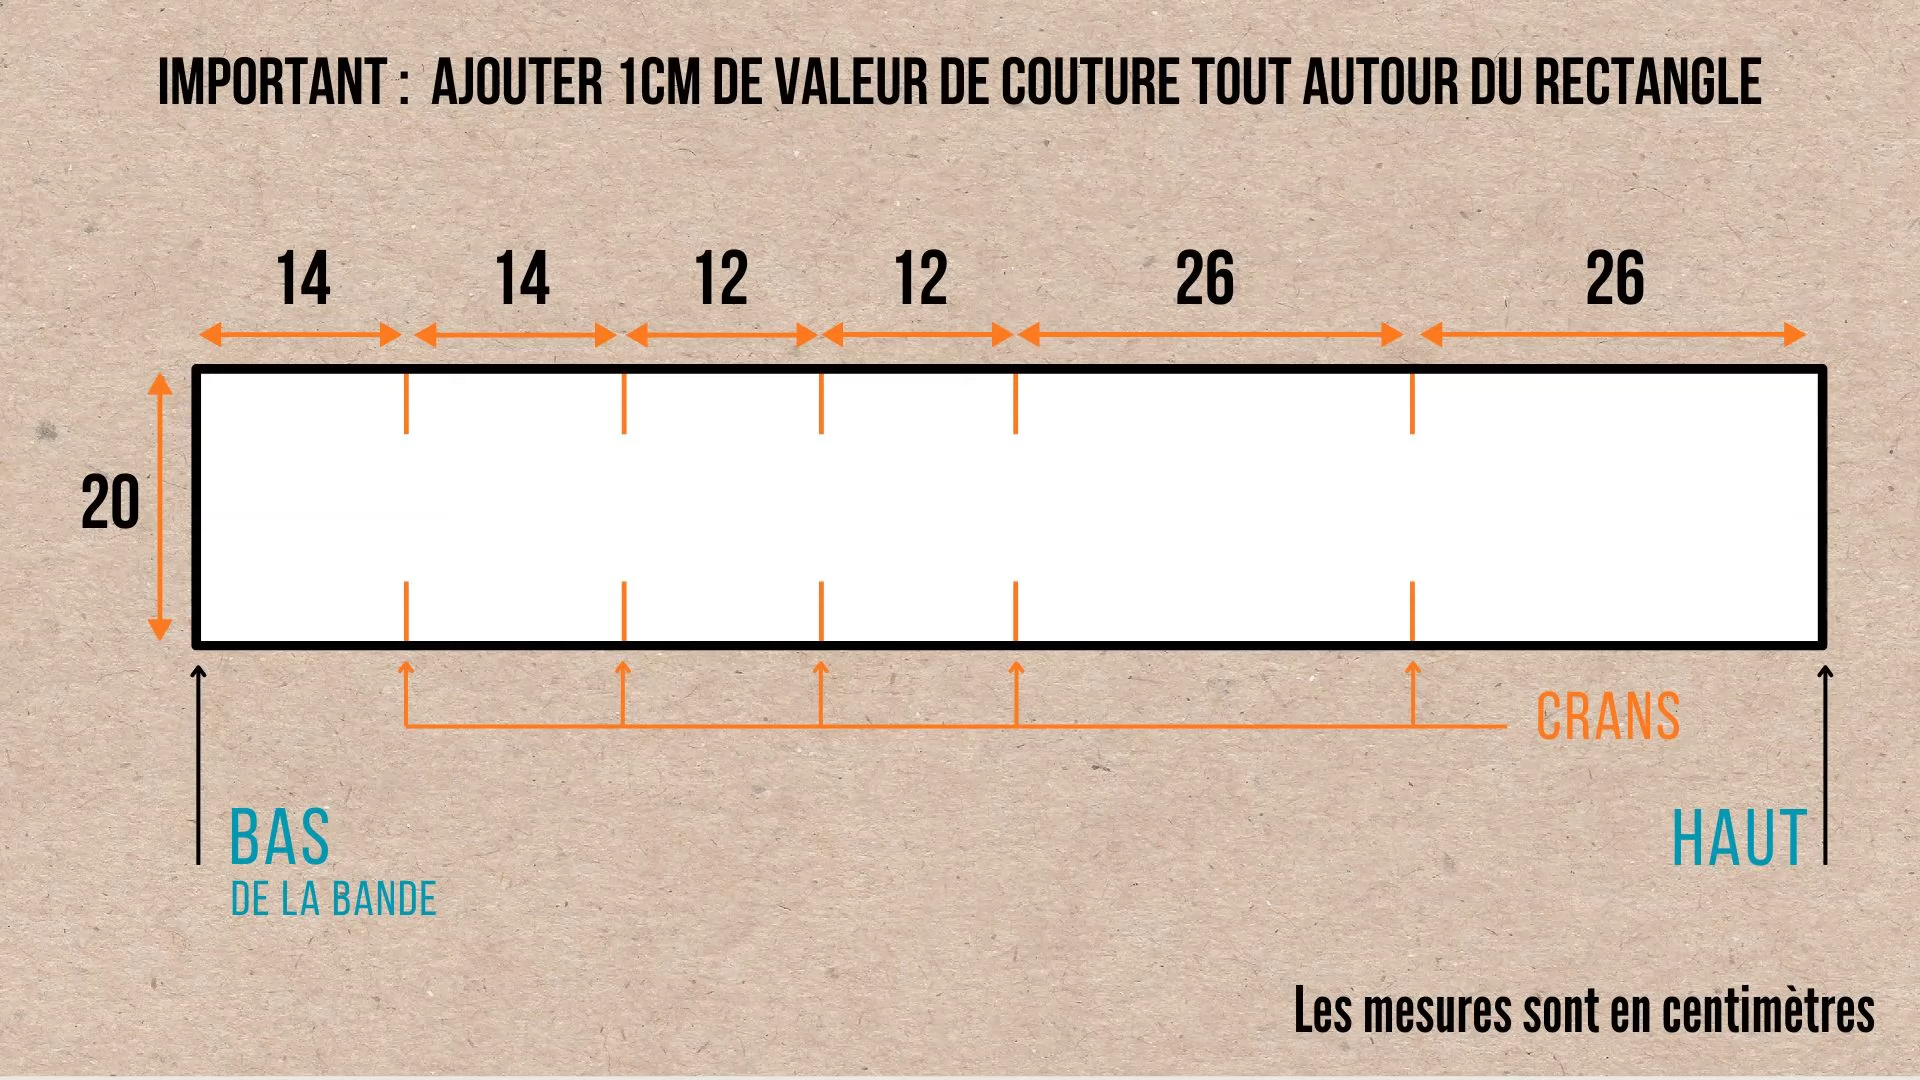 IMPORTANT : AJOUTER 1CM DE VALEUR DE COUTURE TOUT AUTOUR DU RECTANGLE
14 14 12 12 26 26
20
CRANS
BAS
DE LA BANDE
HAUT
Les mesures sont en centimètres